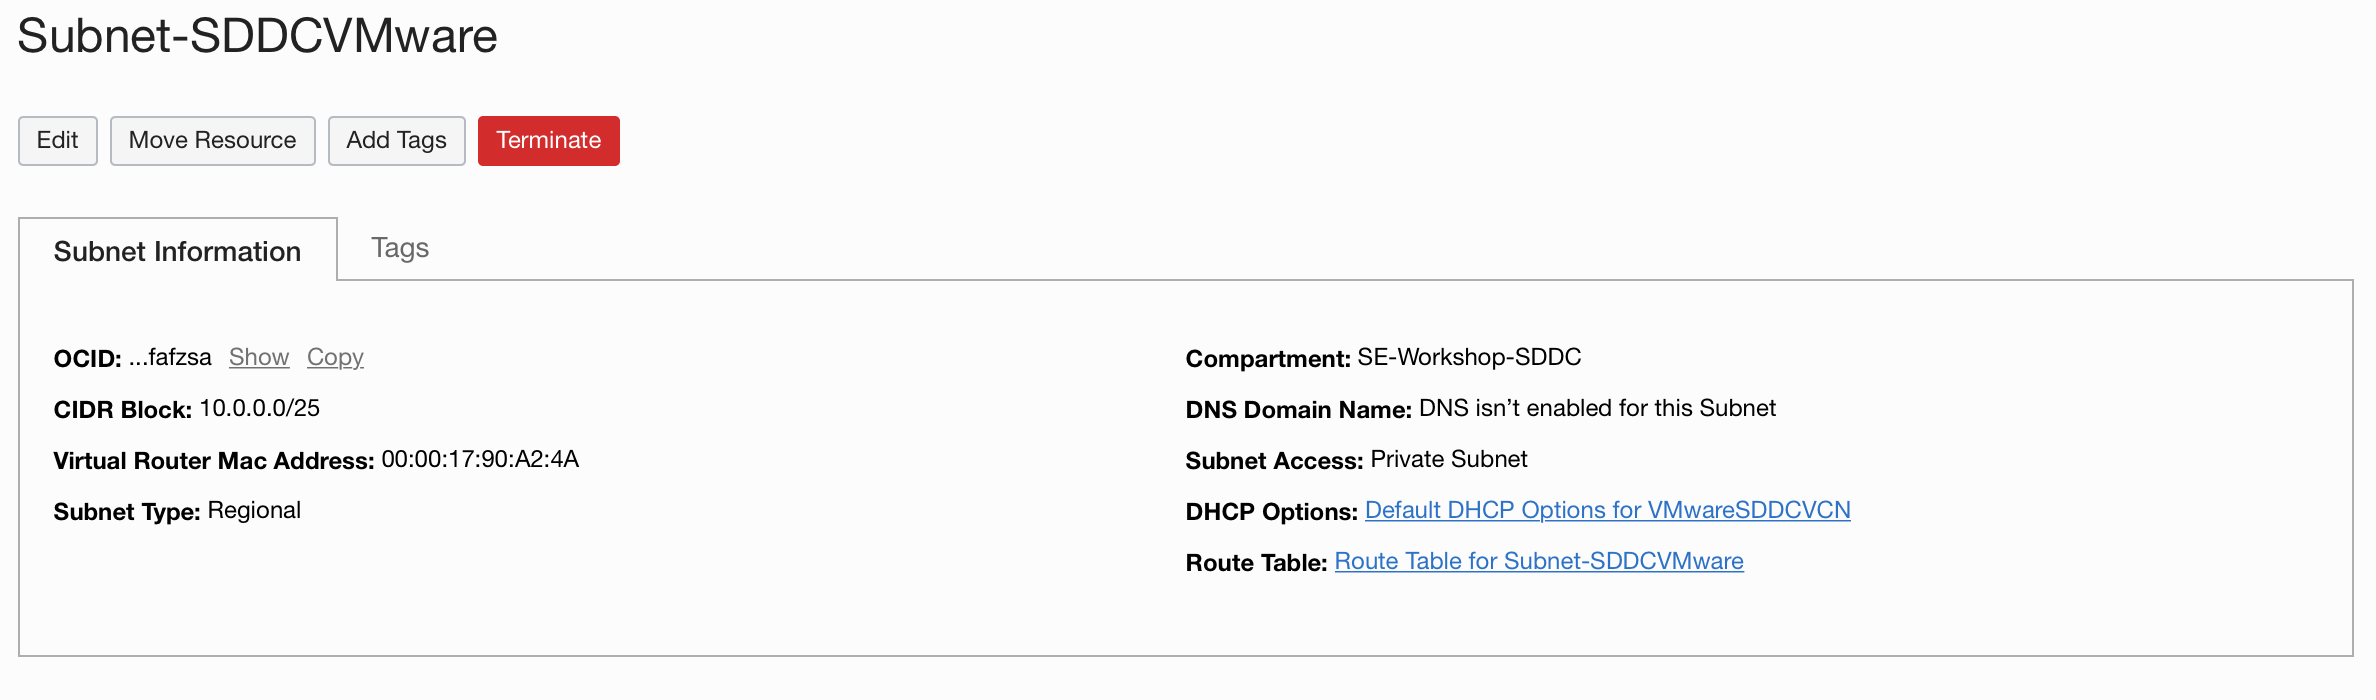 Subnet-SDDCVMware
Edit
Move Resource
Add Tags
Terminate
Subnet Information
Tags
OCID: ...fafzsa Show Copy
CIDR Block: 10.0.0.0/25
Virtual Router Mac Address: 00:00:17:90:A2:4A
Subnet Type: Regional
Compartment: SE-Workshop-SDDC
DNS Domain Name: DNS isn’t enabled for this Subnet
Subnet Access: Private Subnet
DHCP Options: Default DHCP Options for VMwareSDDCVCN
Route Table: Route Table for Subnet-SDDCVMware